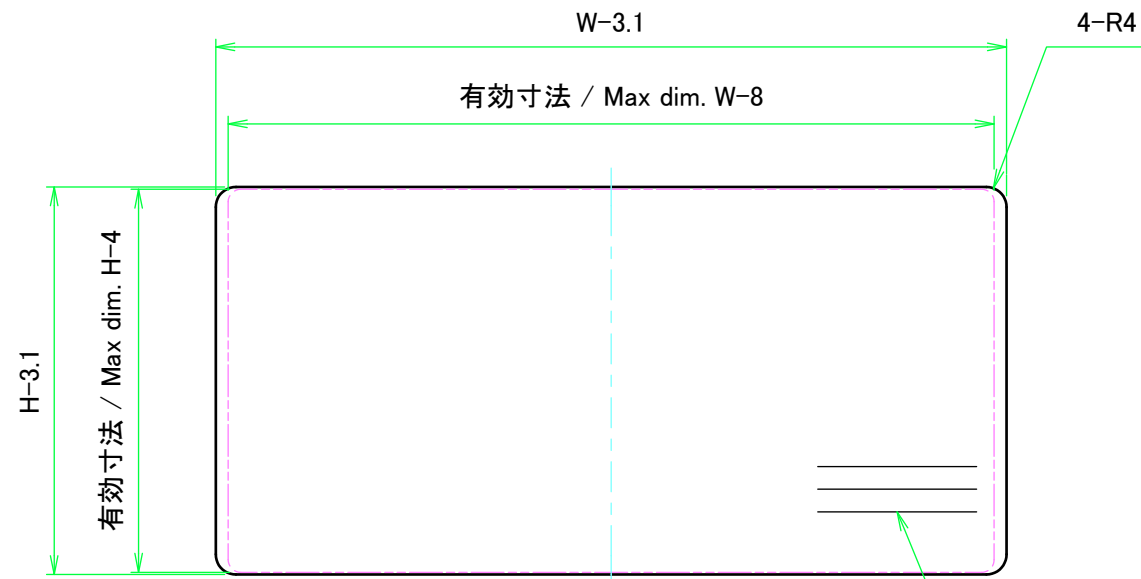 W-3.1
4-R4
有効寸法 / Max dim. W-8
H-3.1
有効寸法 / Max dim. H-4